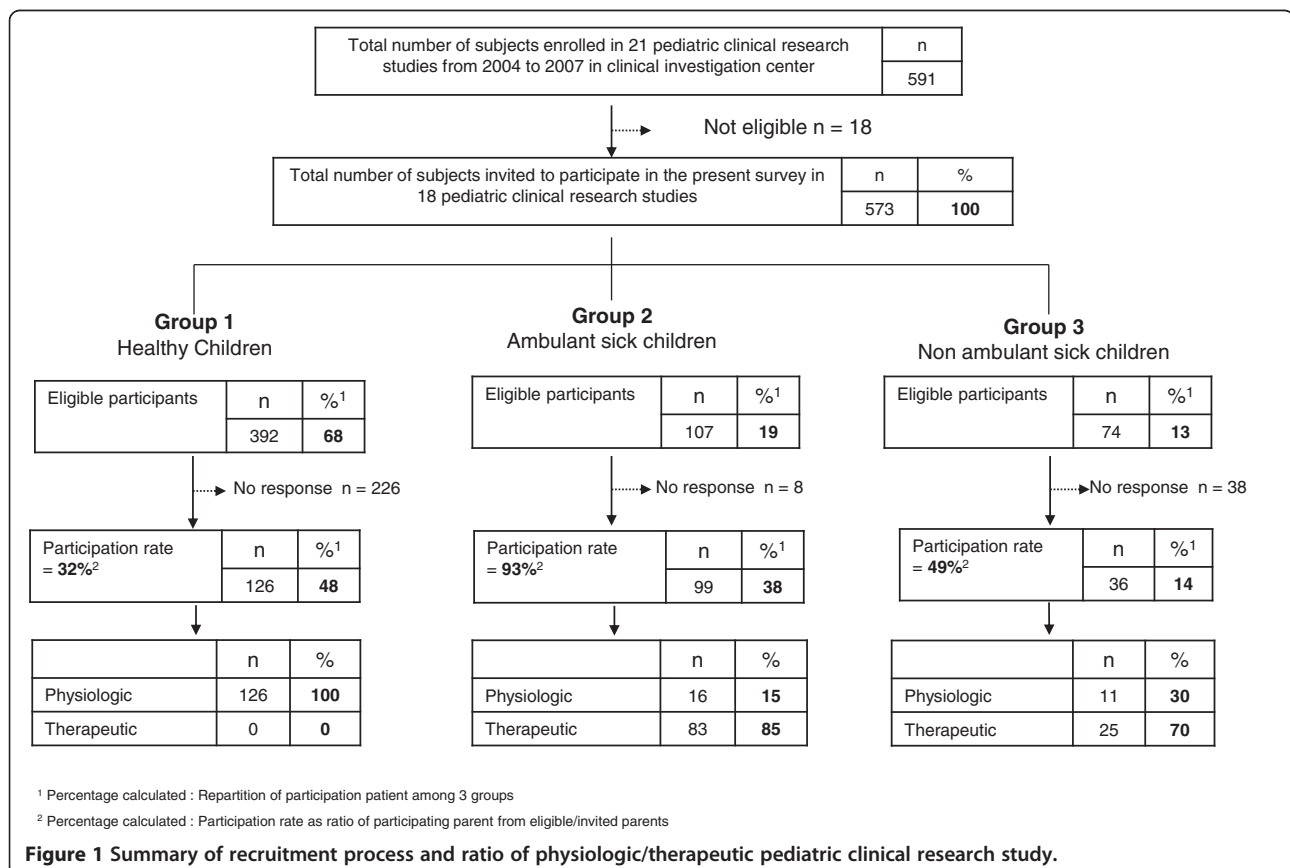 Total number of subjects enrolled in 21 pediatric clinical research
studies from 2004 to 2007 in clinical investigation center
n
591
Not eligible n = 18
Total number of subjects invited to participate in the present survey in
18 pediatric clinical research studies
n %
573 100
Group 1
Healthy Children
Eligible participants n %¹
392 68
No response n = 226
Participation rate
= 32%² n %¹
126 48
n %
Physiologic 126 100
Therapeutic 0 0
Group 2
Ambulant sick children
Eligible participants n %¹
107 19
No response n = 8
Participation rate
= 93%² n %¹
99 38
n %
Physiologic 16 15
Therapeutic 83 85
Group 3
Non ambulant sick children
Eligible participants n %¹
74 13
No response n = 38
Participation rate
= 49%² n %¹
36 14
n %
Physiologic 11 30
Therapeutic 25 70
¹ Percentage calculated : Repartition of participation patient among 3 groups
² Percentage calculated : Participation rate as ratio of participating parent from eligible/invited parents
Figure 1 Summary of recruitment process and ratio of physiologic/therapeutic pediatric clinical research study.